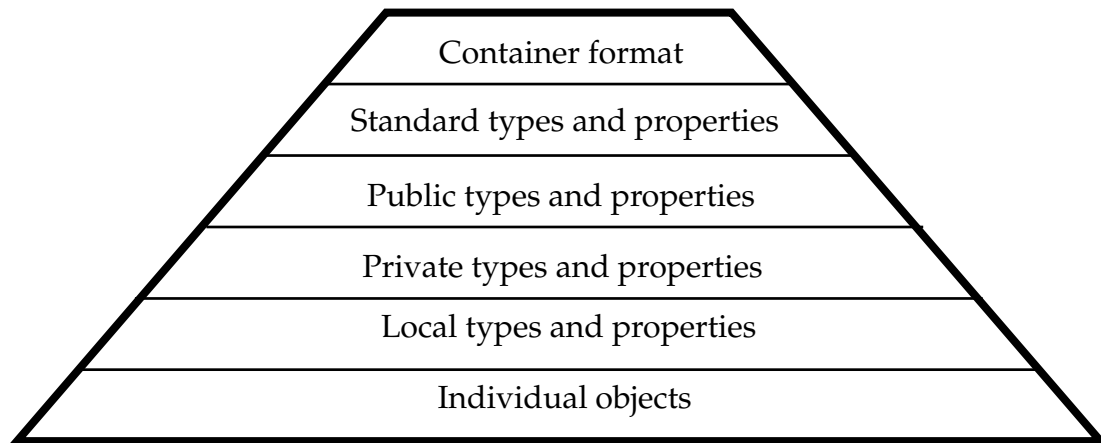 Container format
Standard types and properties
Public types and properties
Private types and properties
Local types and properties
Individual objects